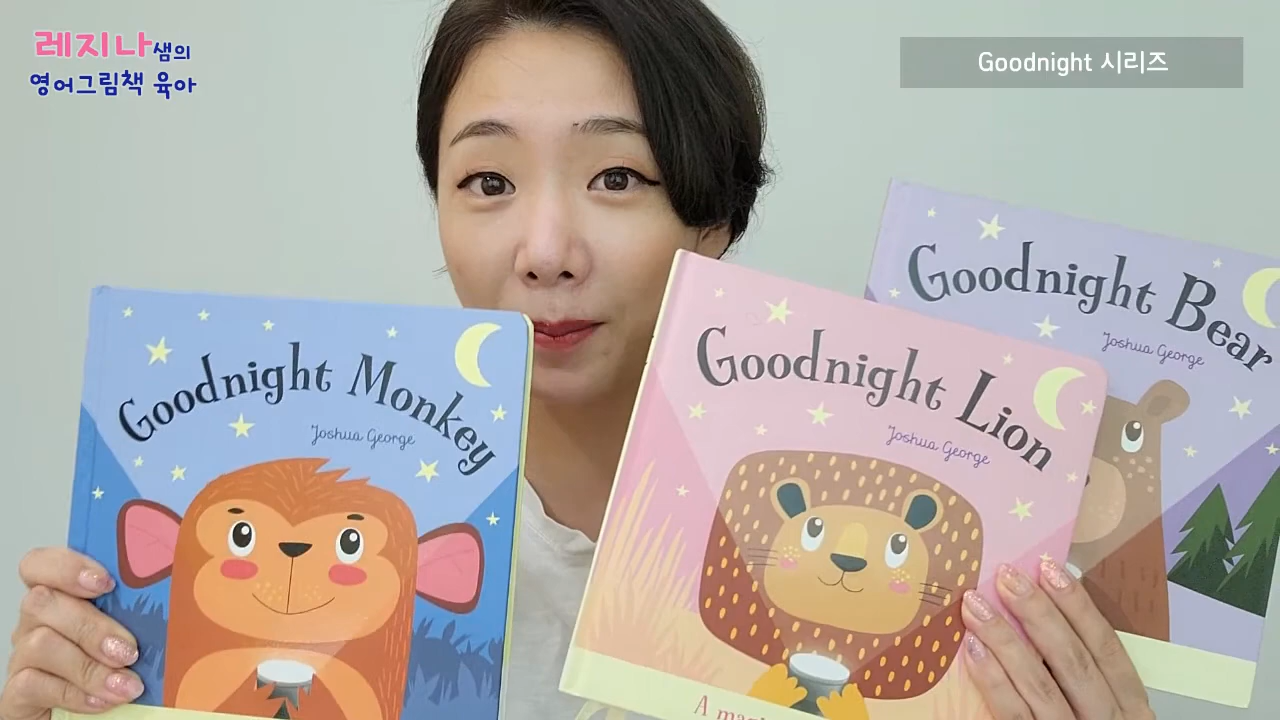 레지나샘의
영어그림책 육아
Goodnight 시리즈
Goodnight Monkey
Joshua George
Goodnight Lion
Joshua George
A
Goodnight Bear
Joshua George